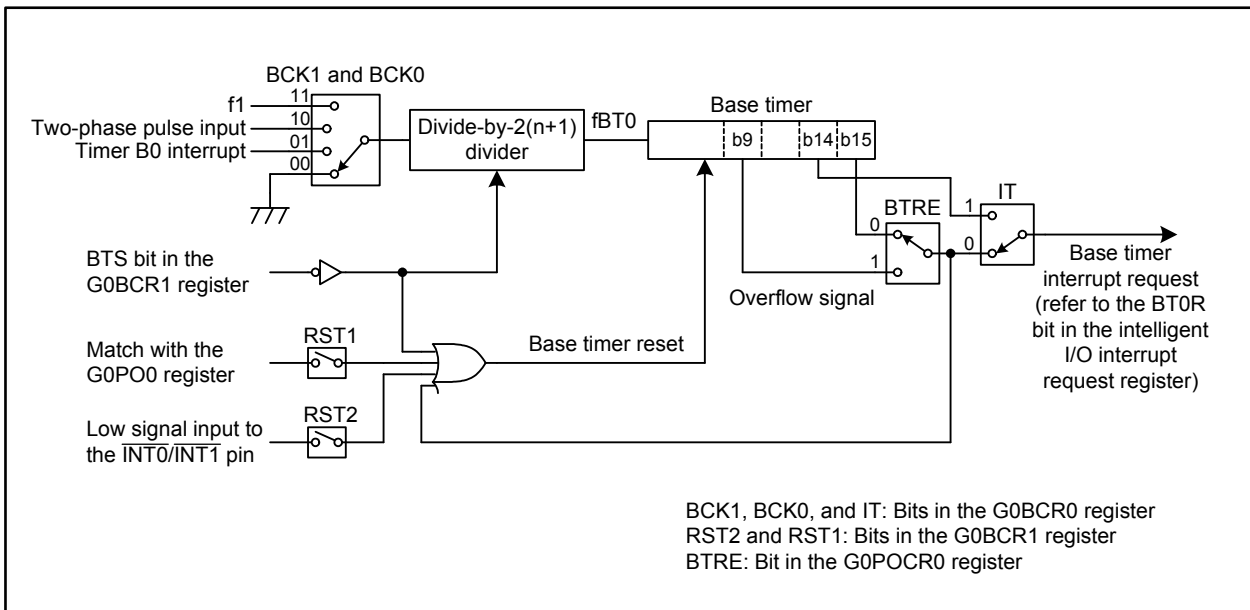 BCK1 and BCK0
f1
11
Two-phase pulse input
10
Timer B0 interrupt
01
00
Divide-by-2(n+1)
divider
fBT0
Base timer
b9
b14
b15
BTRE
0
1
IT
1
0
Overflow signal
Base timer
interrupt request
(refer to the BT0R
bit in the intelligent
I/O interrupt
request register)
BTS bit in the
G0BCR1 register
Match with the
G0PO0 register
RST1
Base timer reset
Low signal input to
the INT0/INT1 pin
RST2
BCK1, BCK0, and IT: Bits in the G0BCR0 register
RST2 and RST1: Bits in the G0BCR1 register
BTRE: Bit in the G0POCR0 register